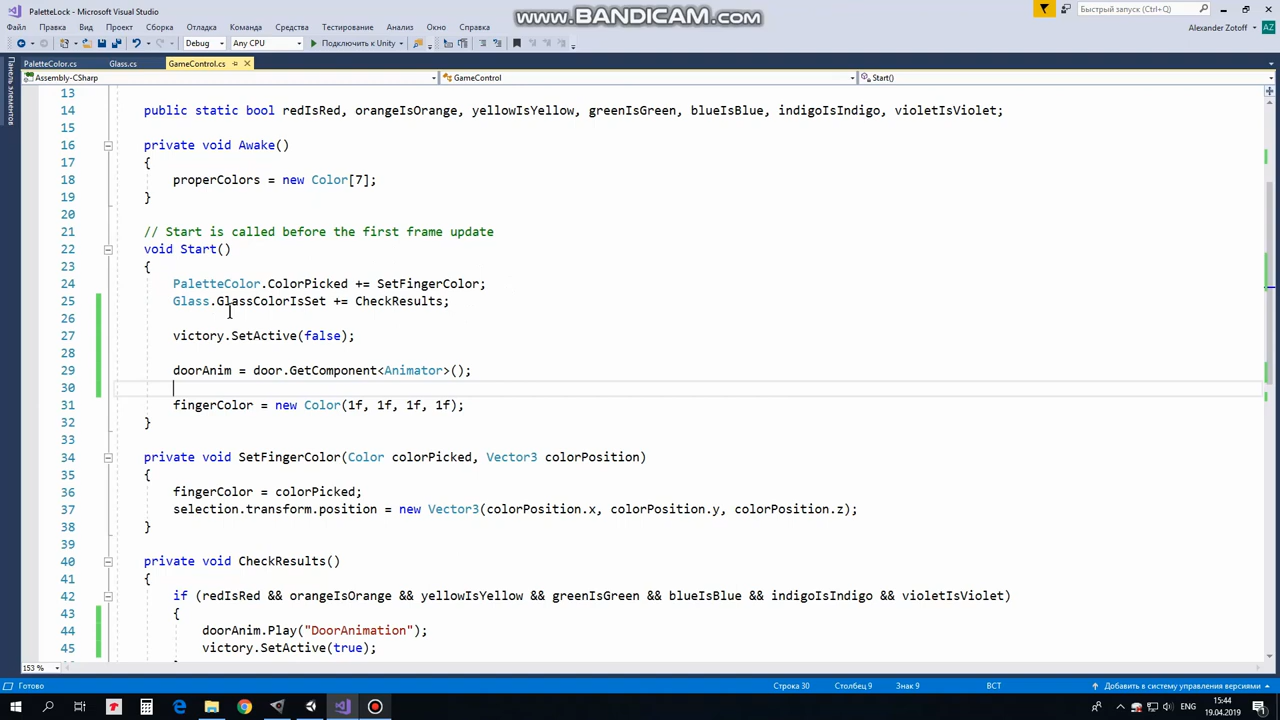 PaletteLock - Microsoft Visual Studio
www.BANDICAM.com
Быстрый запуск (Ctrl+Q)
Файл Правка Вид Проект Сборка Отладка Команда Средства Тестирование Анализ Окно Справка
Alexander Zotoff AZ
Debug Any CPU Подключить к Unity
PaletteColor.cs Glass.cs GameControl.cs
Assembly-CSharp GameControl Start()
Панель элементов
13
14 public static bool redIsRed, orangeIsOrange, yellowIsYellow, greenIsGreen, blueIsBlue, indigoIsIndigo, violetIsViolet;
15
16 private void Awake()
17 {
18 properColors = new Color[7];
19 }
20
21 // Start is called before the first frame update
22 void Start()
23 {
24 PaletteColor.ColorPicked += SetFingerColor;
25 Glass.GlassColorIsSet += CheckResults;
26
27 victory.SetActive(false);
28
29 doorAnim = door.GetComponent<Animator>();
30
31 fingerColor = new Color(1f, 1f, 1f, 1f);
32 }
33
34 private void SetFingerColor(Color colorPicked, Vector3 colorPosition)
35 {
36 fingerColor = colorPicked;
37 selection.transform.position = new Vector3(colorPosition.x, colorPosition.y, colorPosition.z);
38 }
39
40 private void CheckResults()
41 {
42 if (redIsRed && orangeIsOrange && yellowIsYellow && greenIsGreen && blueIsBlue && indigoIsIndigo && violetIsViolet)
43 {
44 doorAnim.Play("DoorAnimation");
45 victory.SetActive(true);
153 %
Готово Строка 30 Столбец 9 Знак 9 ВСТ Добавить в систему управления версиями
ENG 15:44
19.04.2019